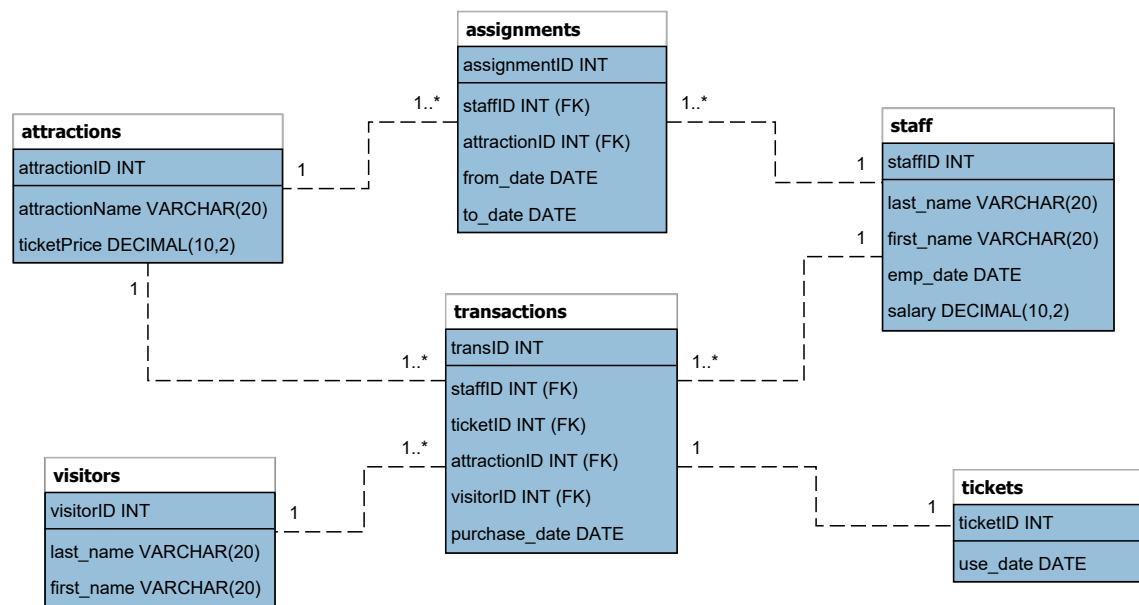 assignments
assignmentID INT
staffID INT (FK)
attractionID INT (FK)
from_date DATE
to_date DATE
1..*
1..*
attractions
attractionID INT
attractionName VARCHAR(20)
ticketPrice DECIMAL(10,2)
1
1
staff
staffID INT
last_name VARCHAR(20)
first_name VARCHAR(20)
emp_date DATE
salary DECIMAL(10,2)
1
1
transactions
transID INT
staffID INT (FK)
ticketID INT (FK)
attractionID INT (FK)
visitorID INT (FK)
purchase_date DATE
1..*
1..*
1..*
1
visitors
visitorID INT
last_name VARCHAR(20)
first_name VARCHAR(20)
1
tickets
ticketID INT
use_date DATE
1